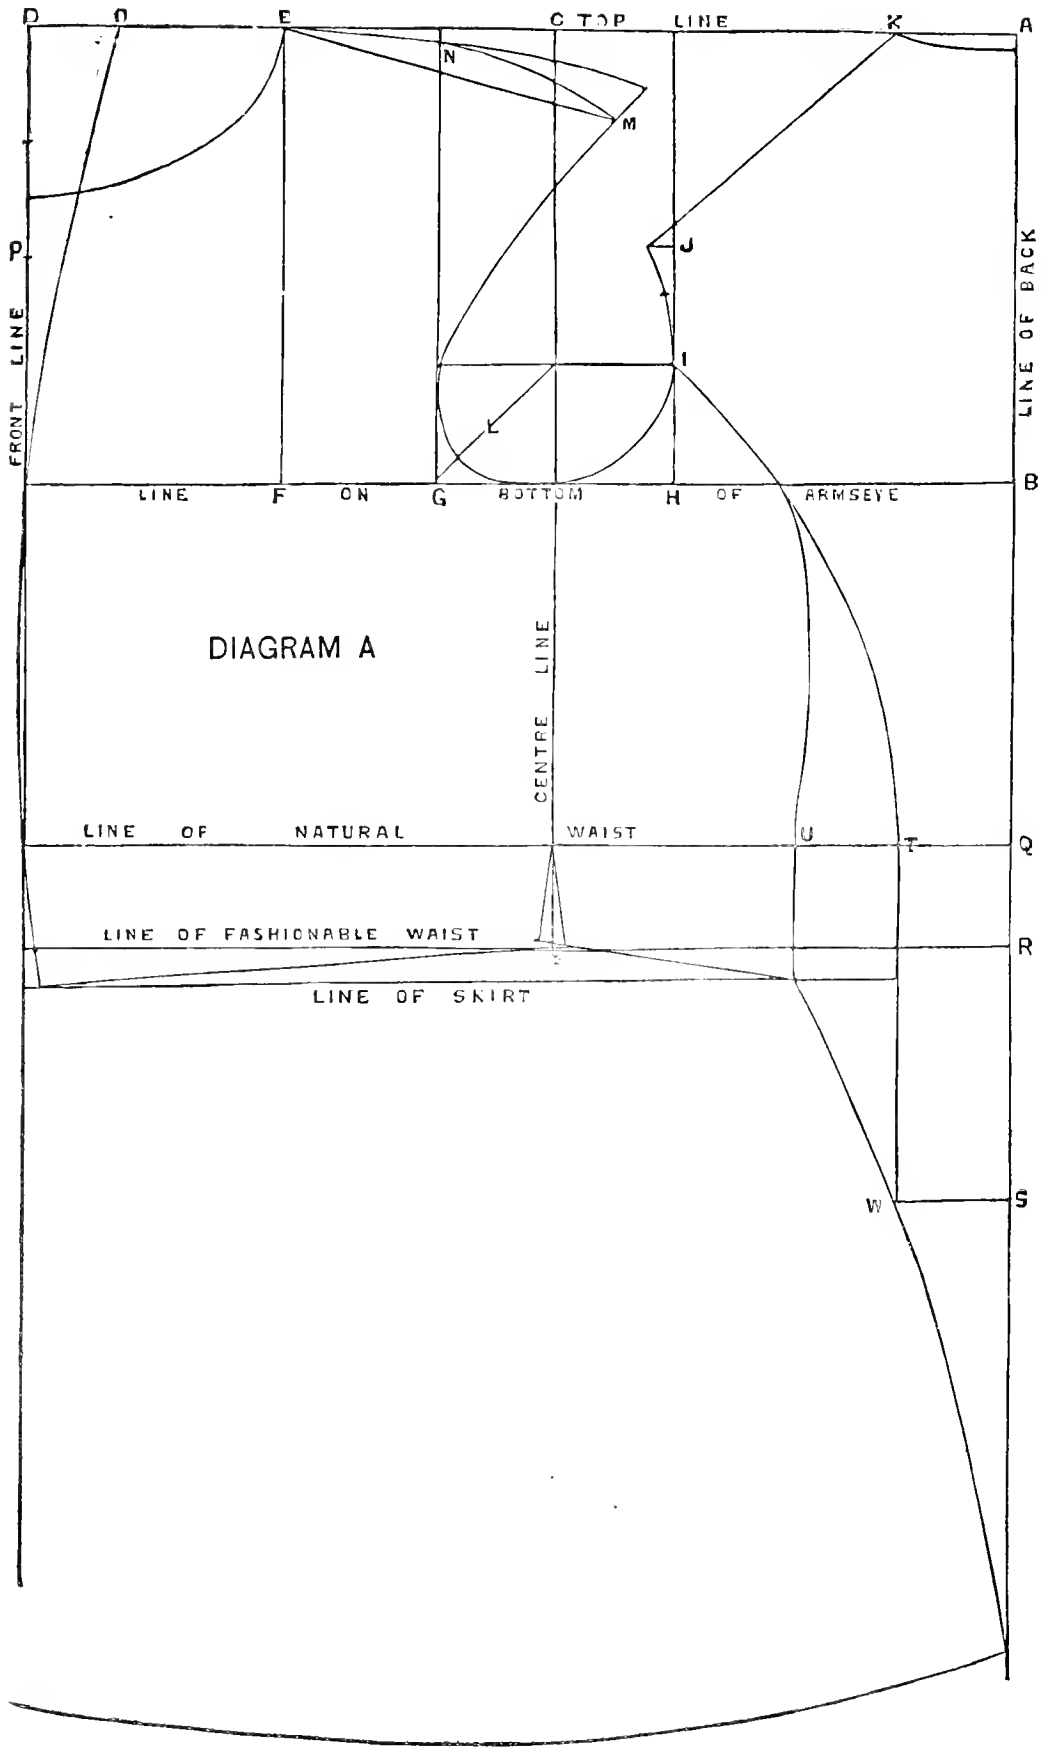 D O E C TOP LINE K A
N
M
J
P
FRONT LINE
LINE OF BACK
I
L
LINE F ON G BOTTOM H OF ARMSEYE B
DIAGRAM A
CENTRE LINE
LINE OF NATURAL WAIST U T Q
LINE OF FASHIONABLE WAIST R
LINE OF SKIRT
W S